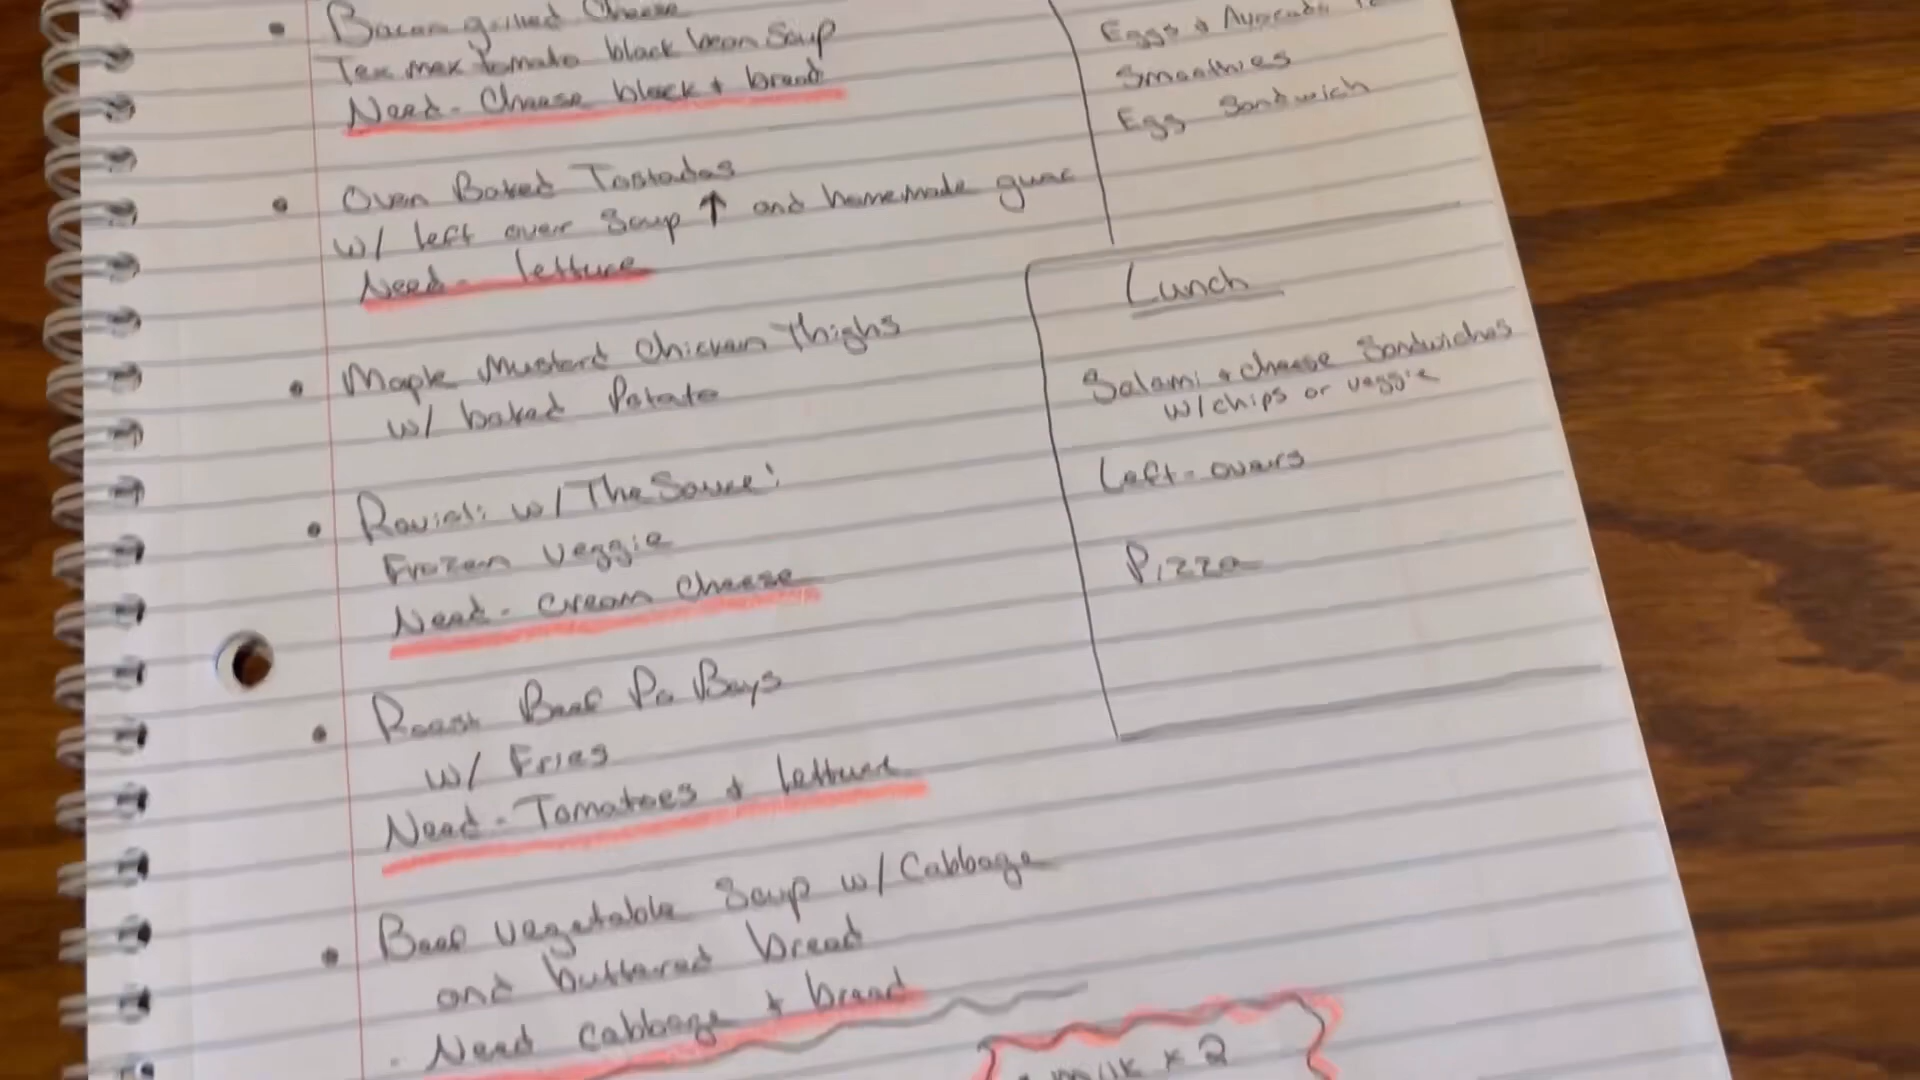 Bacon grilled Cheese
Tex mex tomato black bean Soup
Need - Cheese block + bread
Oven Baked Tostadas
w/ left over Soup ↑ and homemade guac
Need - lettuce
Maple Mustard Chicken Thighs
w/ baked Potato
Ravioli w/ "The Sauce"
Frozen veggie
Need - cream cheese
Roast Beef Po Boys
w/ Fries
Need - Tomatoes + lettuce
Beef vegetable Soup w/ Cabbage
and buttered bread
- Need cabbage + bread
Eggs + Avocado
Smoothies
Egg Sandwich
Lunch
Salami + cheese Sandwiches
w/ chips or veggie
Left-overs
Pizza
milk x 2